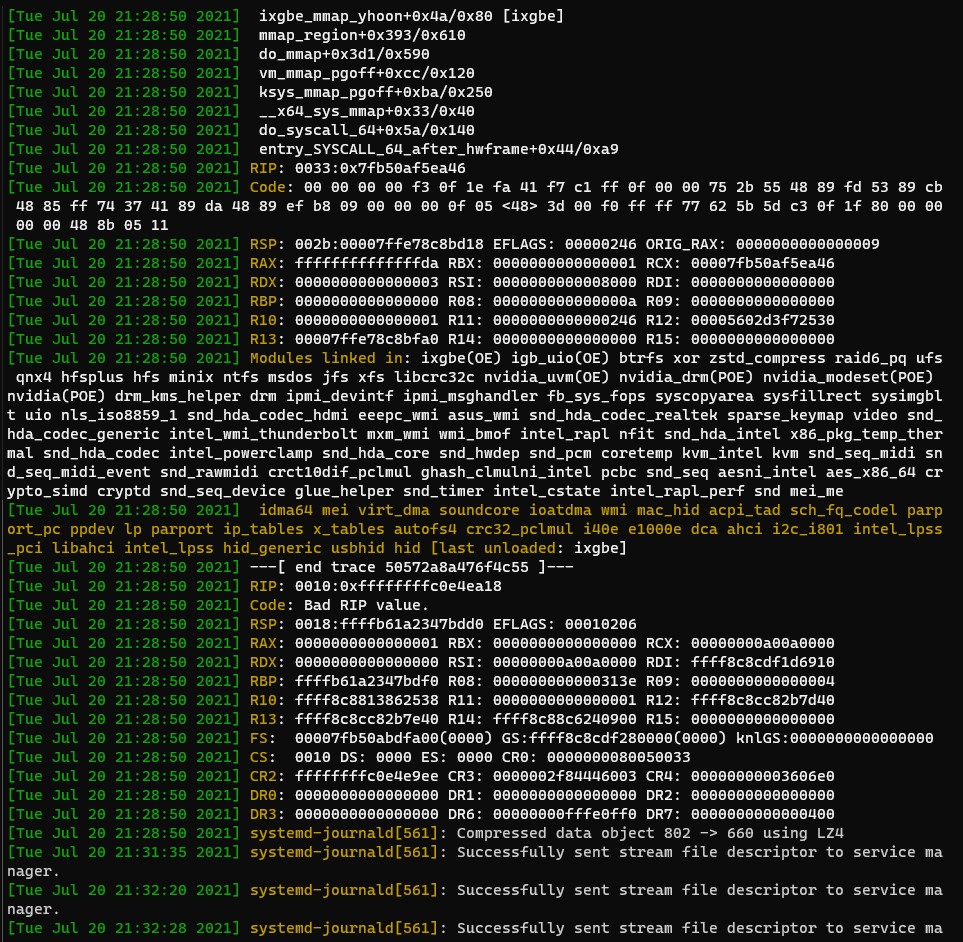 [Tue Jul 20 21:28:50 2021]  ixgbe_mmap_yhoon+0x4a/0x80 [ixgbe]
[Tue Jul 20 21:28:50 2021]  mmap_region+0x393/0x610
[Tue Jul 20 21:28:50 2021]  do_mmap+0x3d1/0x590
[Tue Jul 20 21:28:50 2021]  vm_mmap_pgoff+0xcc/0x120
[Tue Jul 20 21:28:50 2021]  ksys_mmap_pgoff+0xba/0x250
[Tue Jul 20 21:28:50 2021]  __x64_sys_mmap+0x33/0x40
[Tue Jul 20 21:28:50 2021]  do_syscall_64+0x5a/0x140
[Tue Jul 20 21:28:50 2021]  entry_SYSCALL_64_after_hwframe+0x44/0xa9
[Tue Jul 20 21:28:50 2021] RIP: 0033:0x7fb50af5ea46
[Tue Jul 20 21:28:50 2021] Code: 00 00 00 00 f3 0f 1e fa 41 f7 c1 ff 0f 00 00 75 2b 55 48 89 fd 53 89 cb
 48 85 ff 74 37 41 89 da 48 89 ef b8 09 00 00 00 0f 05 <48> 3d 00 f0 ff ff 77 62 5b 5d c3 0f 1f 80 00 00
 00 00 48 8b 05 11
[Tue Jul 20 21:28:50 2021] RSP: 002b:00007ffe78c8bd18 EFLAGS: 00000246 ORIG_RAX: 0000000000000009
[Tue Jul 20 21:28:50 2021] RAX: ffffffffffffffda RBX: 0000000000000001 RCX: 00007fb50af5ea46
[Tue Jul 20 21:28:50 2021] RDX: 0000000000000003 RSI: 0000000000008000 RDI: 0000000000000000
[Tue Jul 20 21:28:50 2021] RBP: 0000000000000000 R08: 000000000000000a R09: 0000000000000000
[Tue Jul 20 21:28:50 2021] R10: 0000000000000001 R11: 0000000000000246 R12: 00005602d3f72530
[Tue Jul 20 21:28:50 2021] R13: 00007ffe78c8bfa0 R14: 0000000000000000 R15: 0000000000000000
[Tue Jul 20 21:28:50 2021] Modules linked in: ixgbe(OE) igb_uio(OE) btrfs xor zstd_compress raid6_pq ufs
 qnx4 hfsplus hfs minix ntfs msdos jfs xfs libcrc32c nvidia_uvm(OE) nvidia_drm(POE) nvidia_modeset(POE)
nvidia(POE) drm_kms_helper drm ipmi_devintf ipmi_msghandler fb_sys_fops syscopyarea sysfillrect sysimgbl
t uio nls_iso8859_1 snd_hda_codec_hdmi eeepc_wmi asus_wmi snd_hda_codec_realtek sparse_keymap video snd_
hda_codec_generic intel_wmi_thunderbolt mxm_wmi wmi_bmof intel_rapl nfit snd_hda_intel x86_pkg_temp_ther
mal snd_hda_codec intel_powerclamp snd_hda_core snd_hwdep snd_pcm coretemp kvm_intel kvm snd_seq_midi sn
d_seq_midi_event snd_rawmidi crct10dif_pclmul ghash_clmulni_intel pcbc snd_seq aesni_intel aes_x86_64 cr
ypto_simd cryptd snd_seq_device glue_helper snd_timer intel_cstate intel_rapl_perf snd mei_me
[Tue Jul 20 21:28:50 2021]  idma64 mei virt_dma soundcore ioatdma wmi mac_hid acpi_tad sch_fq_codel parp
ort_pc ppdev lp parport ip_tables x_tables autofs4 crc32_pclmul i40e e1000e dca ahci i2c_i801 intel_lpss
_pci libahci intel_lpss hid_generic usbhid hid [last unloaded: ixgbe]
[Tue Jul 20 21:28:50 2021] ---[ end trace 50572a8a476f4c55 ]---
[Tue Jul 20 21:28:50 2021] RIP: 0010:0xffffffffc0e4ea18
[Tue Jul 20 21:28:50 2021] Code: Bad RIP value.
[Tue Jul 20 21:28:50 2021] RSP: 0018:ffffb61a2347bdd0 EFLAGS: 00010206
[Tue Jul 20 21:28:50 2021] RAX: 0000000000000001 RBX: 0000000000000000 RCX: 00000000a00a0000
[Tue Jul 20 21:28:50 2021] RDX: 0000000000000000 RSI: 00000000a00a0000 RDI: ffff8c8cdf1d6910
[Tue Jul 20 21:28:50 2021] RBP: ffffb61a2347bdf0 R08: 000000000000313e R09: 0000000000000004
[Tue Jul 20 21:28:50 2021] R10: ffff8c8813862538 R11: 0000000000000001 R12: ffff8c8cc82b7d40
[Tue Jul 20 21:28:50 2021] R13: ffff8c8cc82b7e40 R14: ffff8c88c6240900 R15: 0000000000000000
[Tue Jul 20 21:28:50 2021] FS:  00007fb50abdfa00(0000) GS:ffff8c8cdf280000(0000) knlGS:0000000000000000
[Tue Jul 20 21:28:50 2021] CS:  0010 DS: 0000 ES: 0000 CR0: 0000000080050033
[Tue Jul 20 21:28:50 2021] CR2: ffffffffc0e4e9ee CR3: 0000002f84446003 CR4: 00000000003606e0
[Tue Jul 20 21:28:50 2021] DR0: 0000000000000000 DR1: 0000000000000000 DR2: 0000000000000000
[Tue Jul 20 21:28:50 2021] DR3: 0000000000000000 DR6: 00000000fffe0ff0 DR7: 0000000000000400
[Tue Jul 20 21:28:50 2021] systemd-journald[561]: Compressed data object 802 -> 660 using LZ4
[Tue Jul 20 21:31:35 2021] systemd-journald[561]: Successfully sent stream file descriptor to service ma
nager.
[Tue Jul 20 21:32:20 2021] systemd-journald[561]: Successfully sent stream file descriptor to service ma
nager.
[Tue Jul 20 21:32:28 2021] systemd-journald[561]: Successfully sent stream file descriptor to service ma